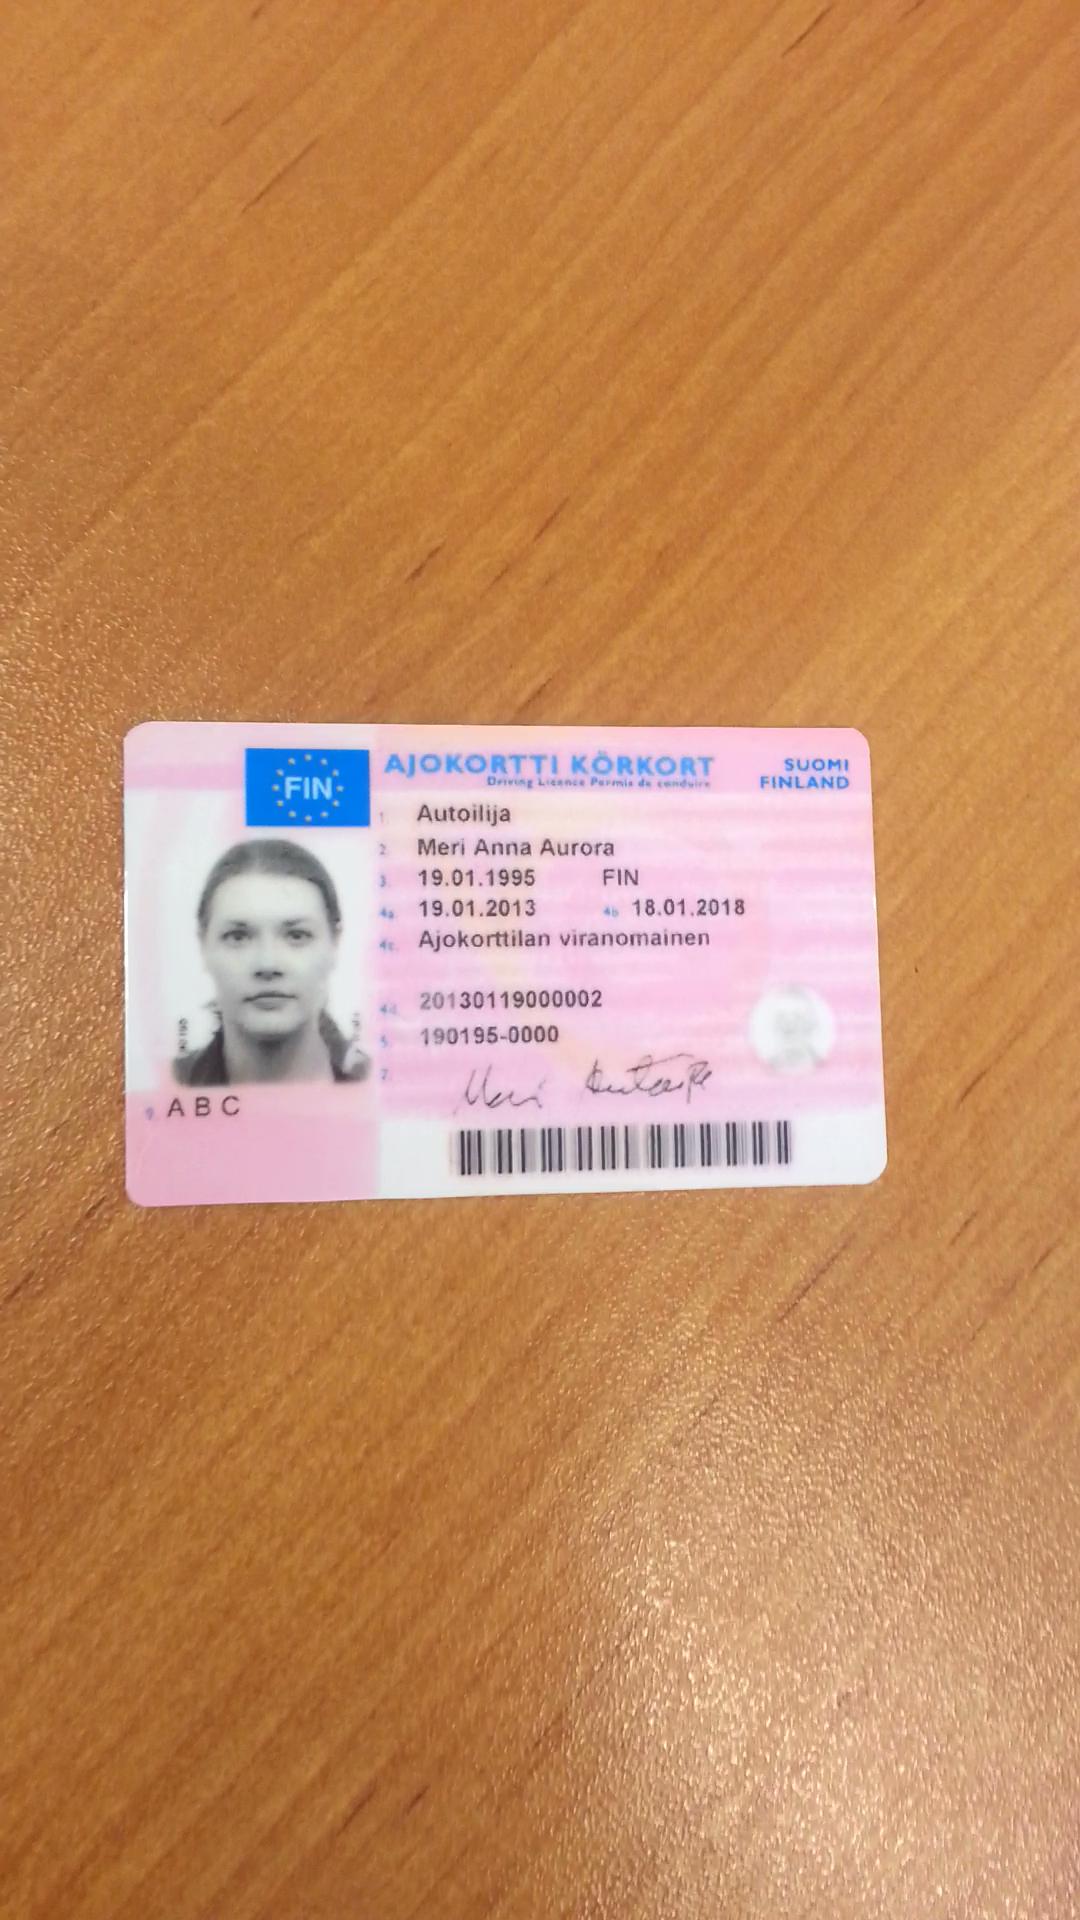 FIN
AJOKORTTI KÖRKORT
SUOMI
FINLAND
Driving Licence Permis de conduire
1. Autoilija
2. Meri Anna Aurora
3. 19.01.1995 FIN
4a. 19.01.2013 4b. 18.01.2018
4c. Ajokorttilan viranomainen
4d. 20130119000002
5. 190195-0000
7. Meri Autoilija
9. A B C